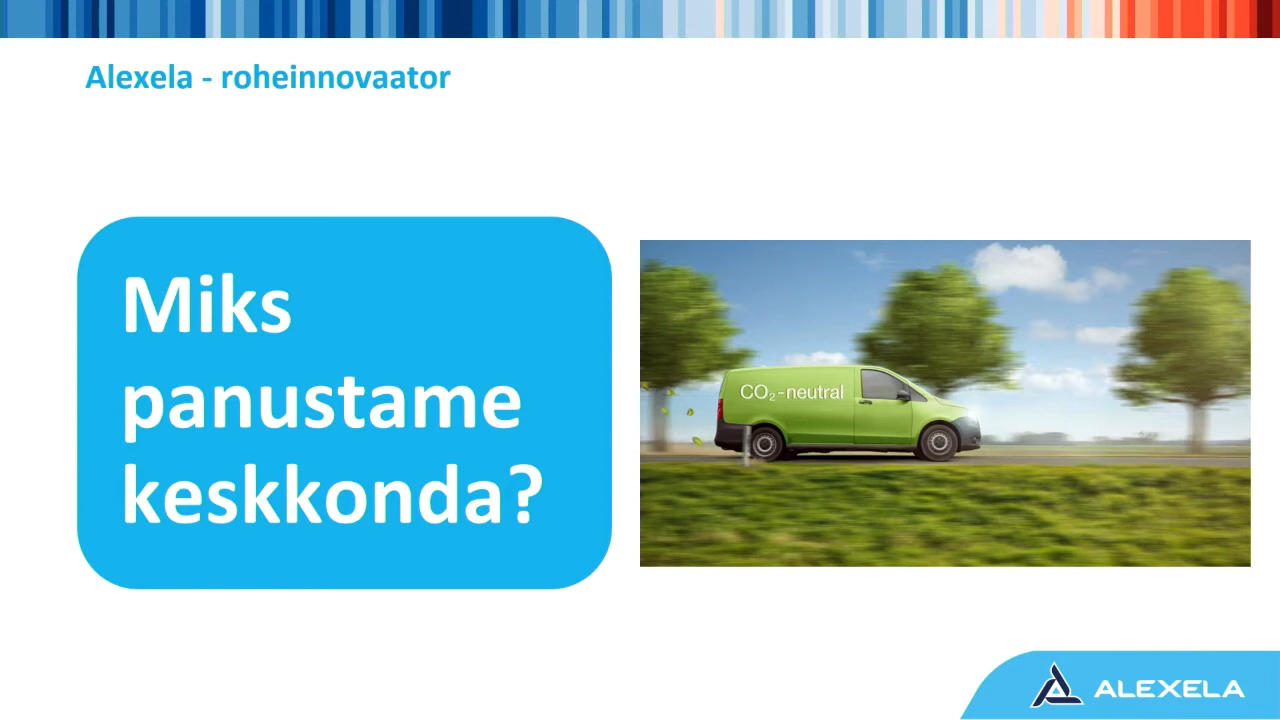 Alexela - roheinnovaator
Miks
panustame
keskkonda?
CO₂-neutral
ALEXELA